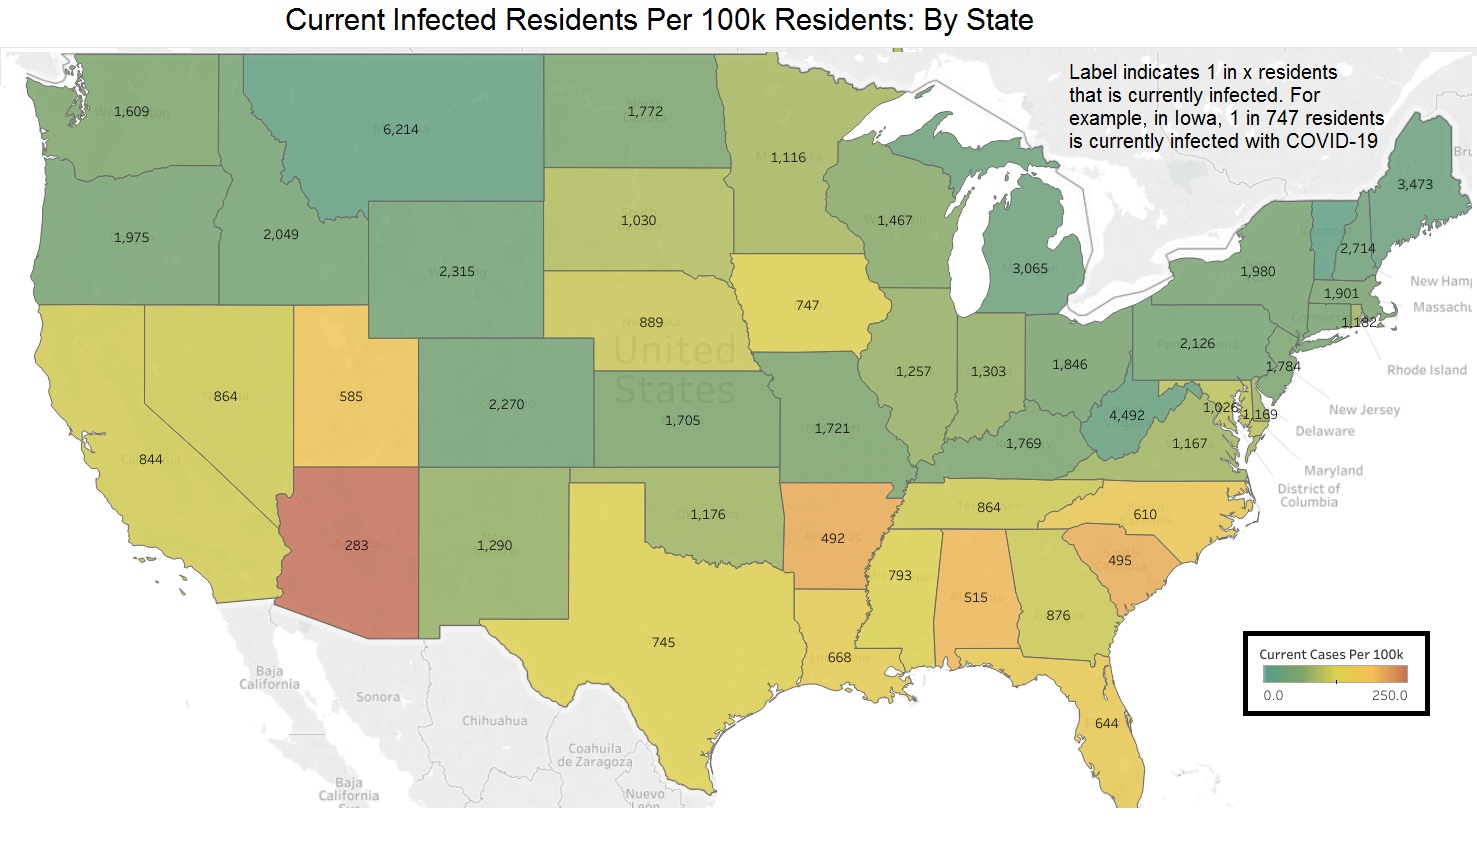 Current Infected Residents Per 100k Residents: By State
Label indicates 1 in x residents
that is currently infected. For
example, in Iowa, 1 in 747 residents
is currently infected with COVID-19
1,609
6,214
1,772
1,116
1,467
3,473
1,975
2,049
2,315
1,030
3,065
1,980
2,714
1,901
1,182
747
889
864
585
2,270
1,705
1,721
1,257
1,303
1,846
2,126
1,784
844
4,492
1,769
1,167
1,026
1,169
283
1,290
1,176
492
864
610
495
793
515
876
745
668
644
United
States
Vermont
New Hamp
Massachu
Rhode Island
New Jersey
Delaware
Maryland
District of
Columbia
Bru
Baja
California
Sonora
Chihuahua
Coahuila
de Zaragoza
Baja
California
Sur
Nuevo
León
Current Cases Per 100k
0.0
250.0